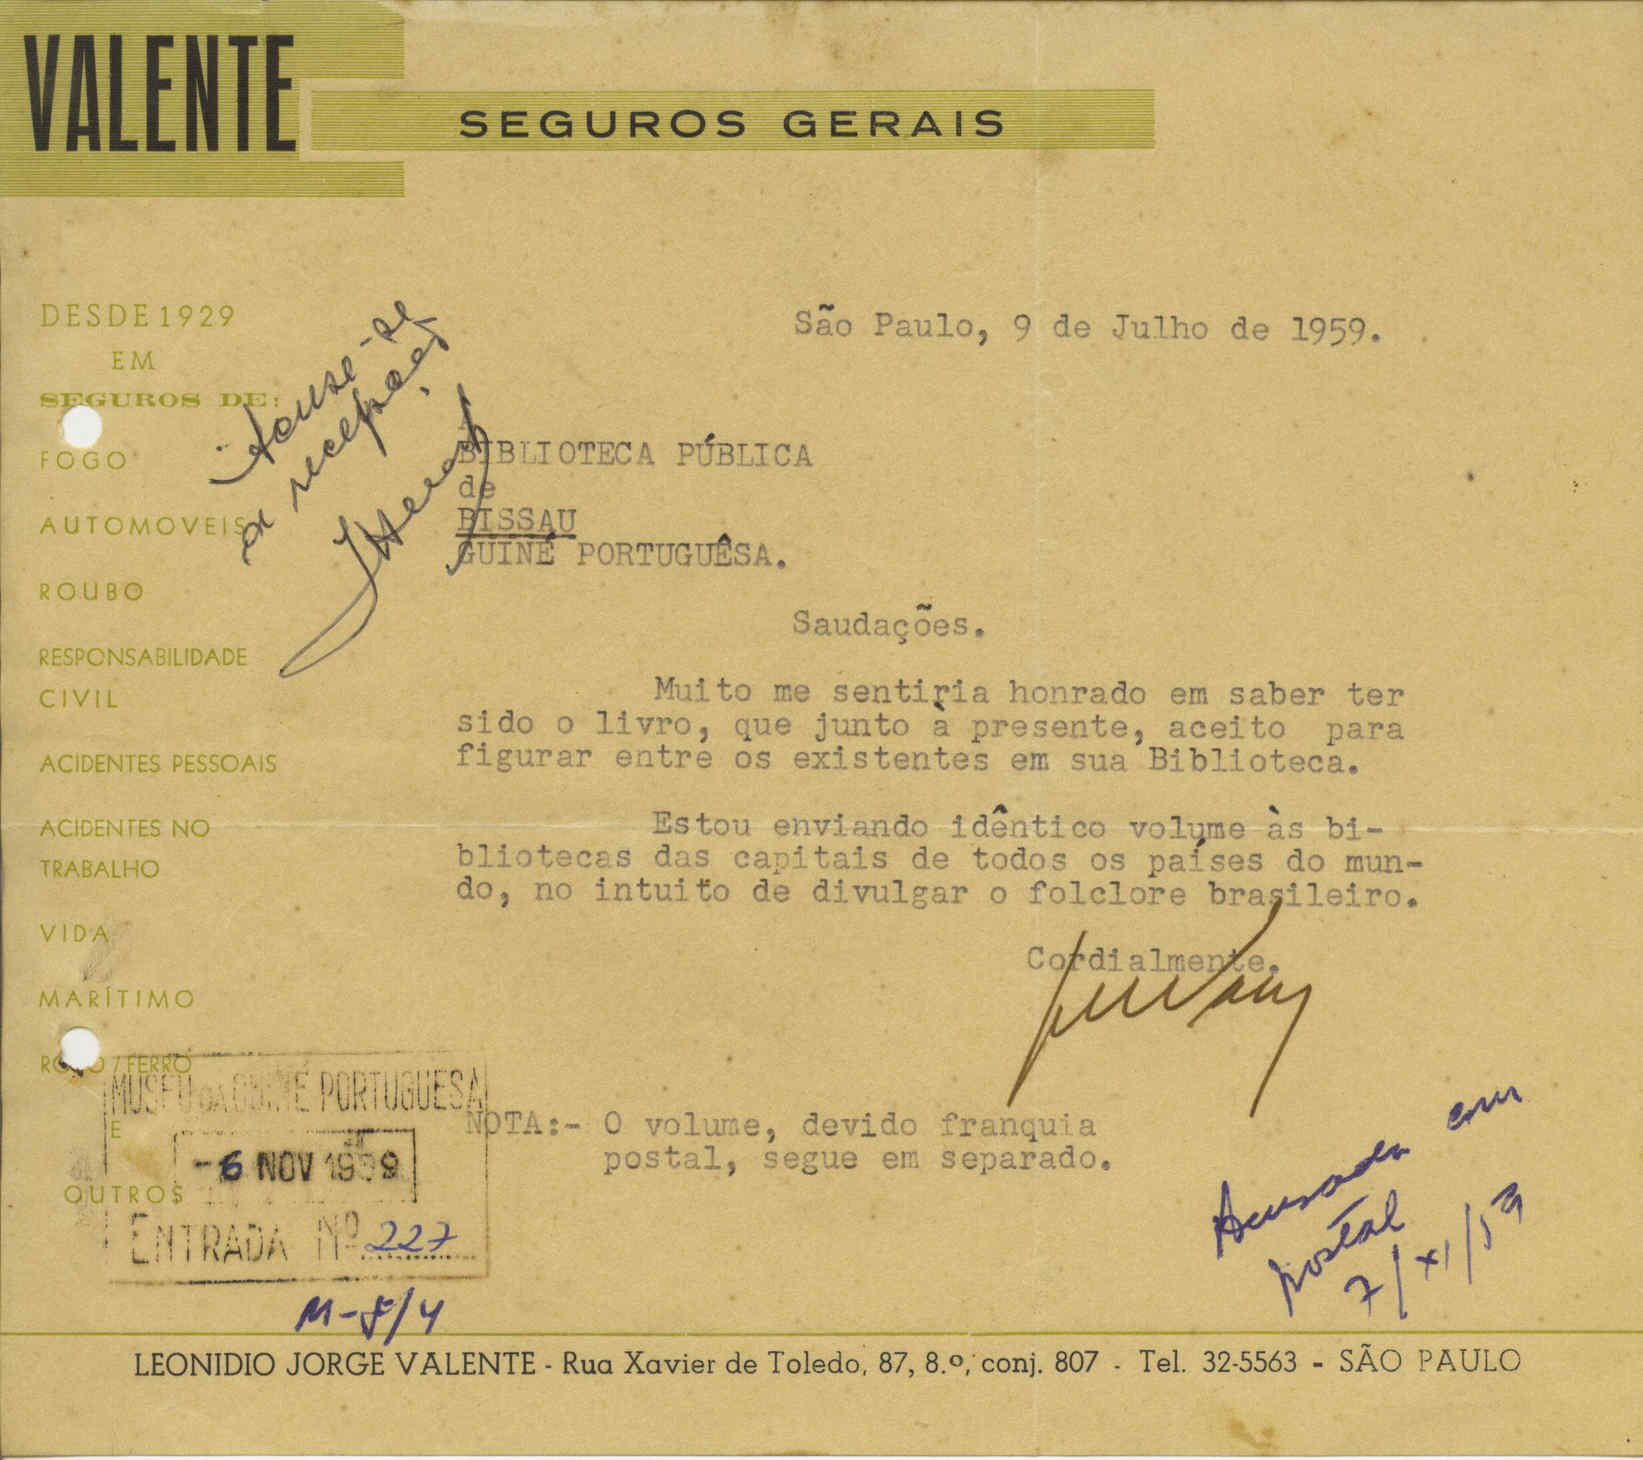 VALENTE
SEGUROS GERAIS
DESDE 1929
EM
SEGUROS DE:
FOGO
AUTOMOVEIS
ROUBO
RESPONSABILIDADE
CIVIL
ACIDENTES PESSOAIS
ACIDENTES NO
TRABALHO
VIDA
MARÍTIMO
RODO/FERRO
E
OUTROS
Acuse-se
a recepção
São Paulo, 9 de Julho de 1959.
À
BIBLIOTECA PÚBLICA
de
BISSAU
GUINÉ PORTUGUÊSA.
Saudações.
Muito me sentiria honrado em saber ter
sido o livro, que junto à presente, aceito para
figurar entre os existentes em sua Biblioteca.
Estou enviando idêntico volume às bi-
bliotecas das capitais de todos os países do mun-
do, no intuito de divulgar o folclore brasileiro.
Cordialmente.
NOTA:- O volume, devido franquia
postal, segue em separado.
MUSEU DA GUINÉ PORTUGUESA
-6 NOV 1959
ENTRADA Nº 227
M-F/4
Acusado em
postal
7/XI/59
LEONIDIO JORGE VALENTE - Rua Xavier de Toledo, 87, 8.º, conj. 807 - Tel. 32-5563 - SÃO PAULO